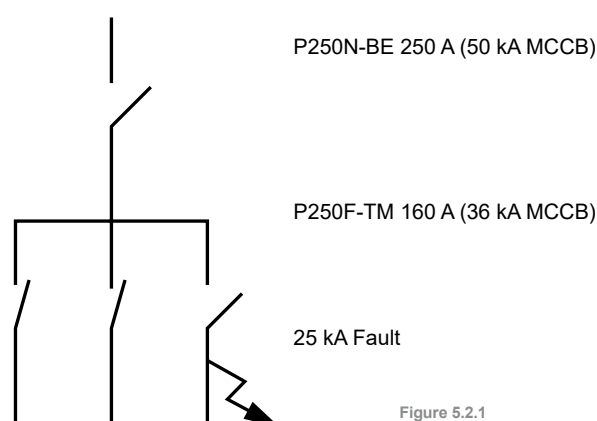 P250N-BE 250 A (50 kA MCCB)
P250F-TM 160 A (36 kA MCCB)
25 kA Fault
Figure 5.2.1